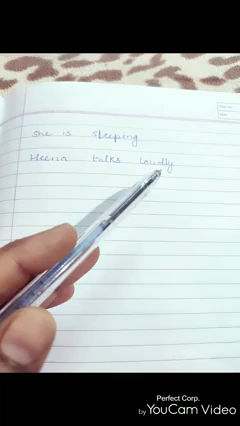 She is sleeping
Heena talks loudly
Perfect Corp.
by YouCam Video